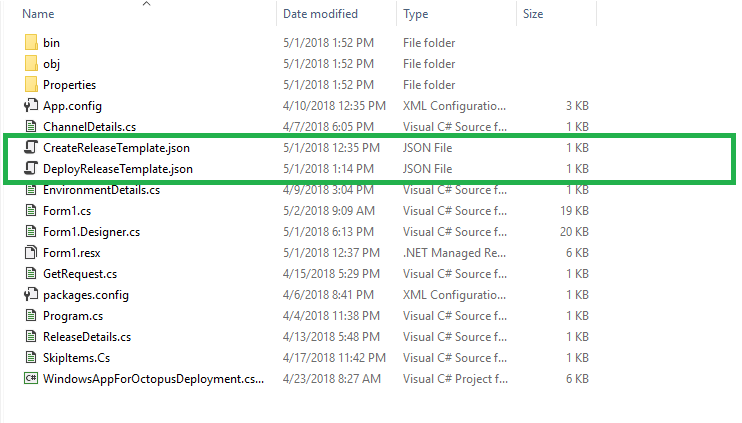 Name Date modified Type Size
bin 5/1/2018 1:52 PM File folder
obj 5/1/2018 1:52 PM File folder
Properties 5/1/2018 1:52 PM File folder
App.config 4/10/2018 12:35 PM XML Configuratio... 3 KB
ChannelDetails.cs 4/7/2018 6:05 PM Visual C# Source f... 1 KB
CreateReleaseTemplate.json 5/1/2018 12:35 PM JSON File 1 KB
DeployReleaseTemplate.json 5/1/2018 1:14 PM JSON File 1 KB
EnvironmentDetails.cs 4/9/2018 3:04 PM Visual C# Source f... 1 KB
Form1.cs 5/2/2018 9:09 AM Visual C# Source f... 19 KB
Form1.Designer.cs 5/1/2018 6:13 PM Visual C# Source f... 20 KB
Form1.resx 5/1/2018 12:37 PM .NET Managed Re... 6 KB
GetRequest.cs 4/15/2018 5:29 PM Visual C# Source f... 1 KB
packages.config 4/6/2018 8:41 PM XML Configuratio... 1 KB
Program.cs 4/4/2018 11:38 PM Visual C# Source f... 1 KB
ReleaseDetails.cs 4/13/2018 5:48 PM Visual C# Source f... 1 KB
SkipItems.Cs 4/17/2018 11:42 PM Visual C# Source f... 1 KB
WindowsAppForOctopusDeployment.cs... 4/23/2018 8:27 AM Visual C# Project f... 6 KB